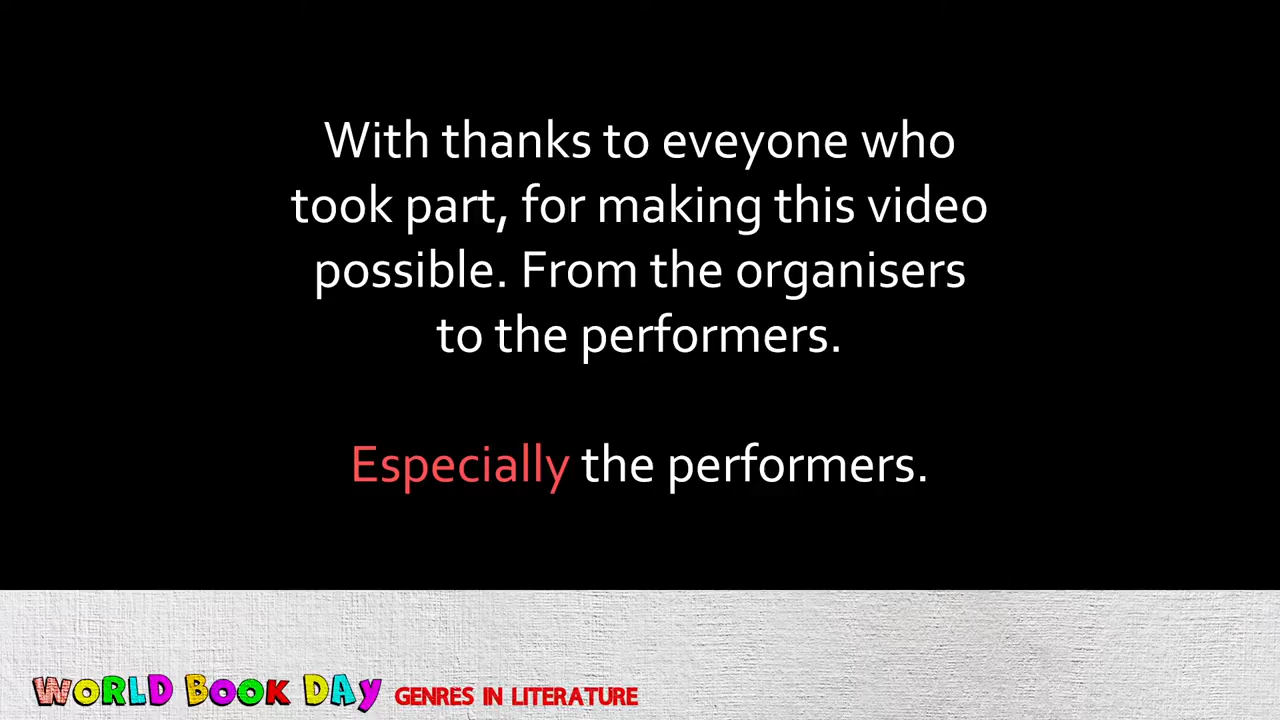 With thanks to eveyone who
took part, for making this video
possible. From the organisers
to the performers.
Especially the performers.
WORLD BOOK DAY GENRES IN LITERATURE